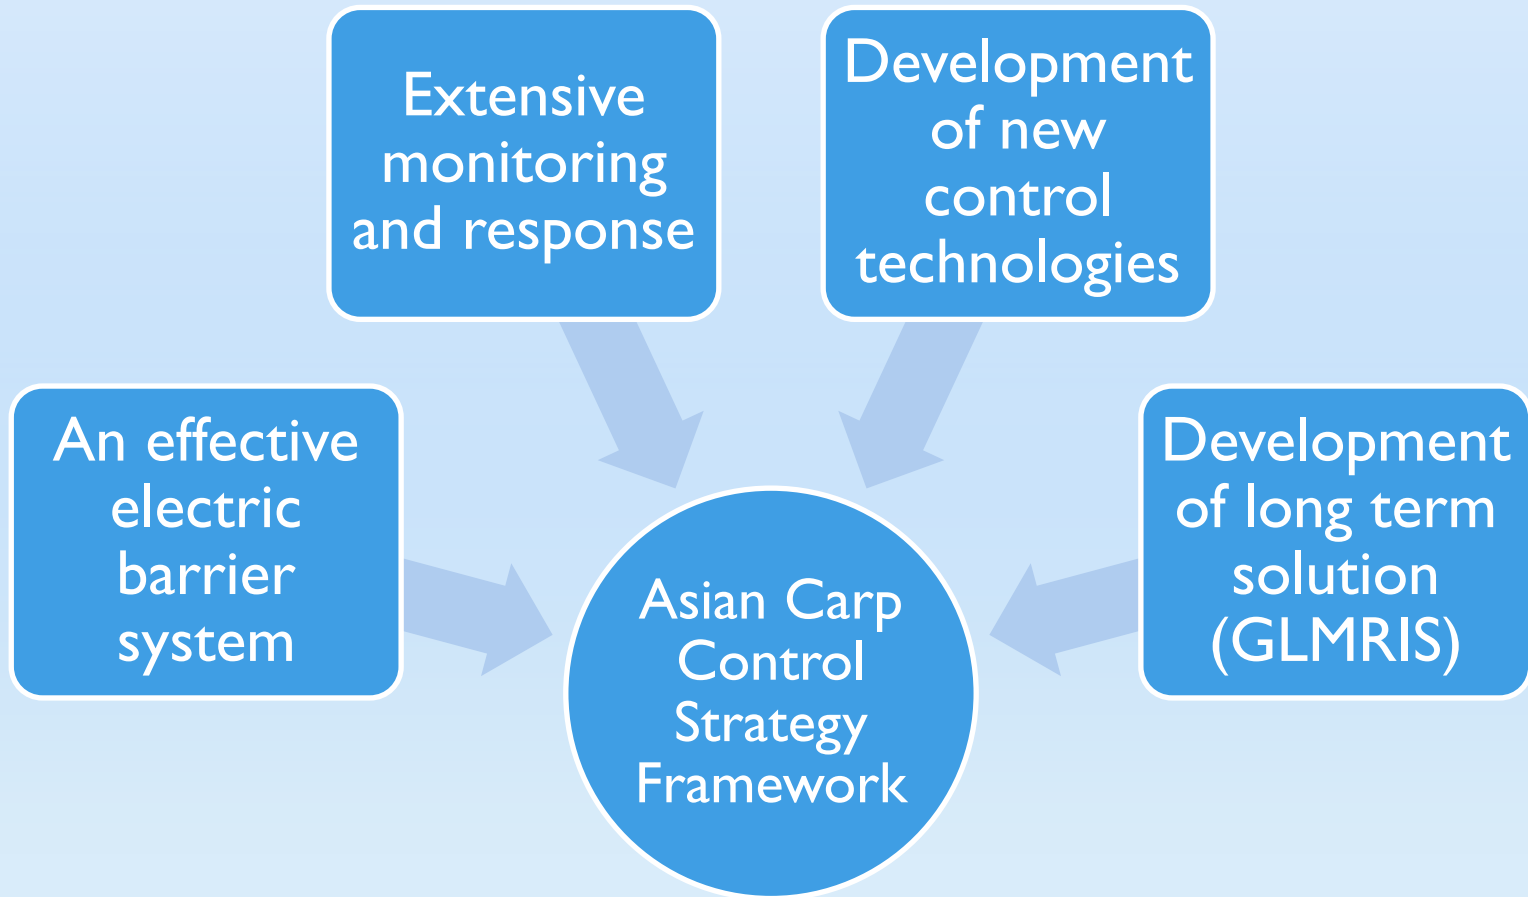 Extensive
monitoring
and response
Development
of new
control
technologies
An effective
electric
barrier
system
Development
of long term
solution
(GLMRIS)
Asian Carp
Control
Strategy
Framework